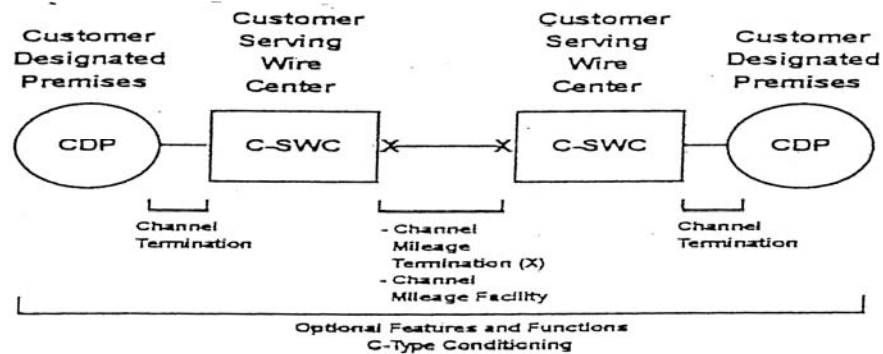 Customer
Designated
Premises
Customer
Serving
Wire
Center
Customer
Serving
Wire
Center
Customer
Designated
Premises
CDP
C-SWC
X
X
C-SWC
CDP
Channel
Termination
- Channel
Mileage
Termination (X)
- Channel
Mileage Facility
Channel
Termination
Optional Features and Functions
C-Type Conditioning